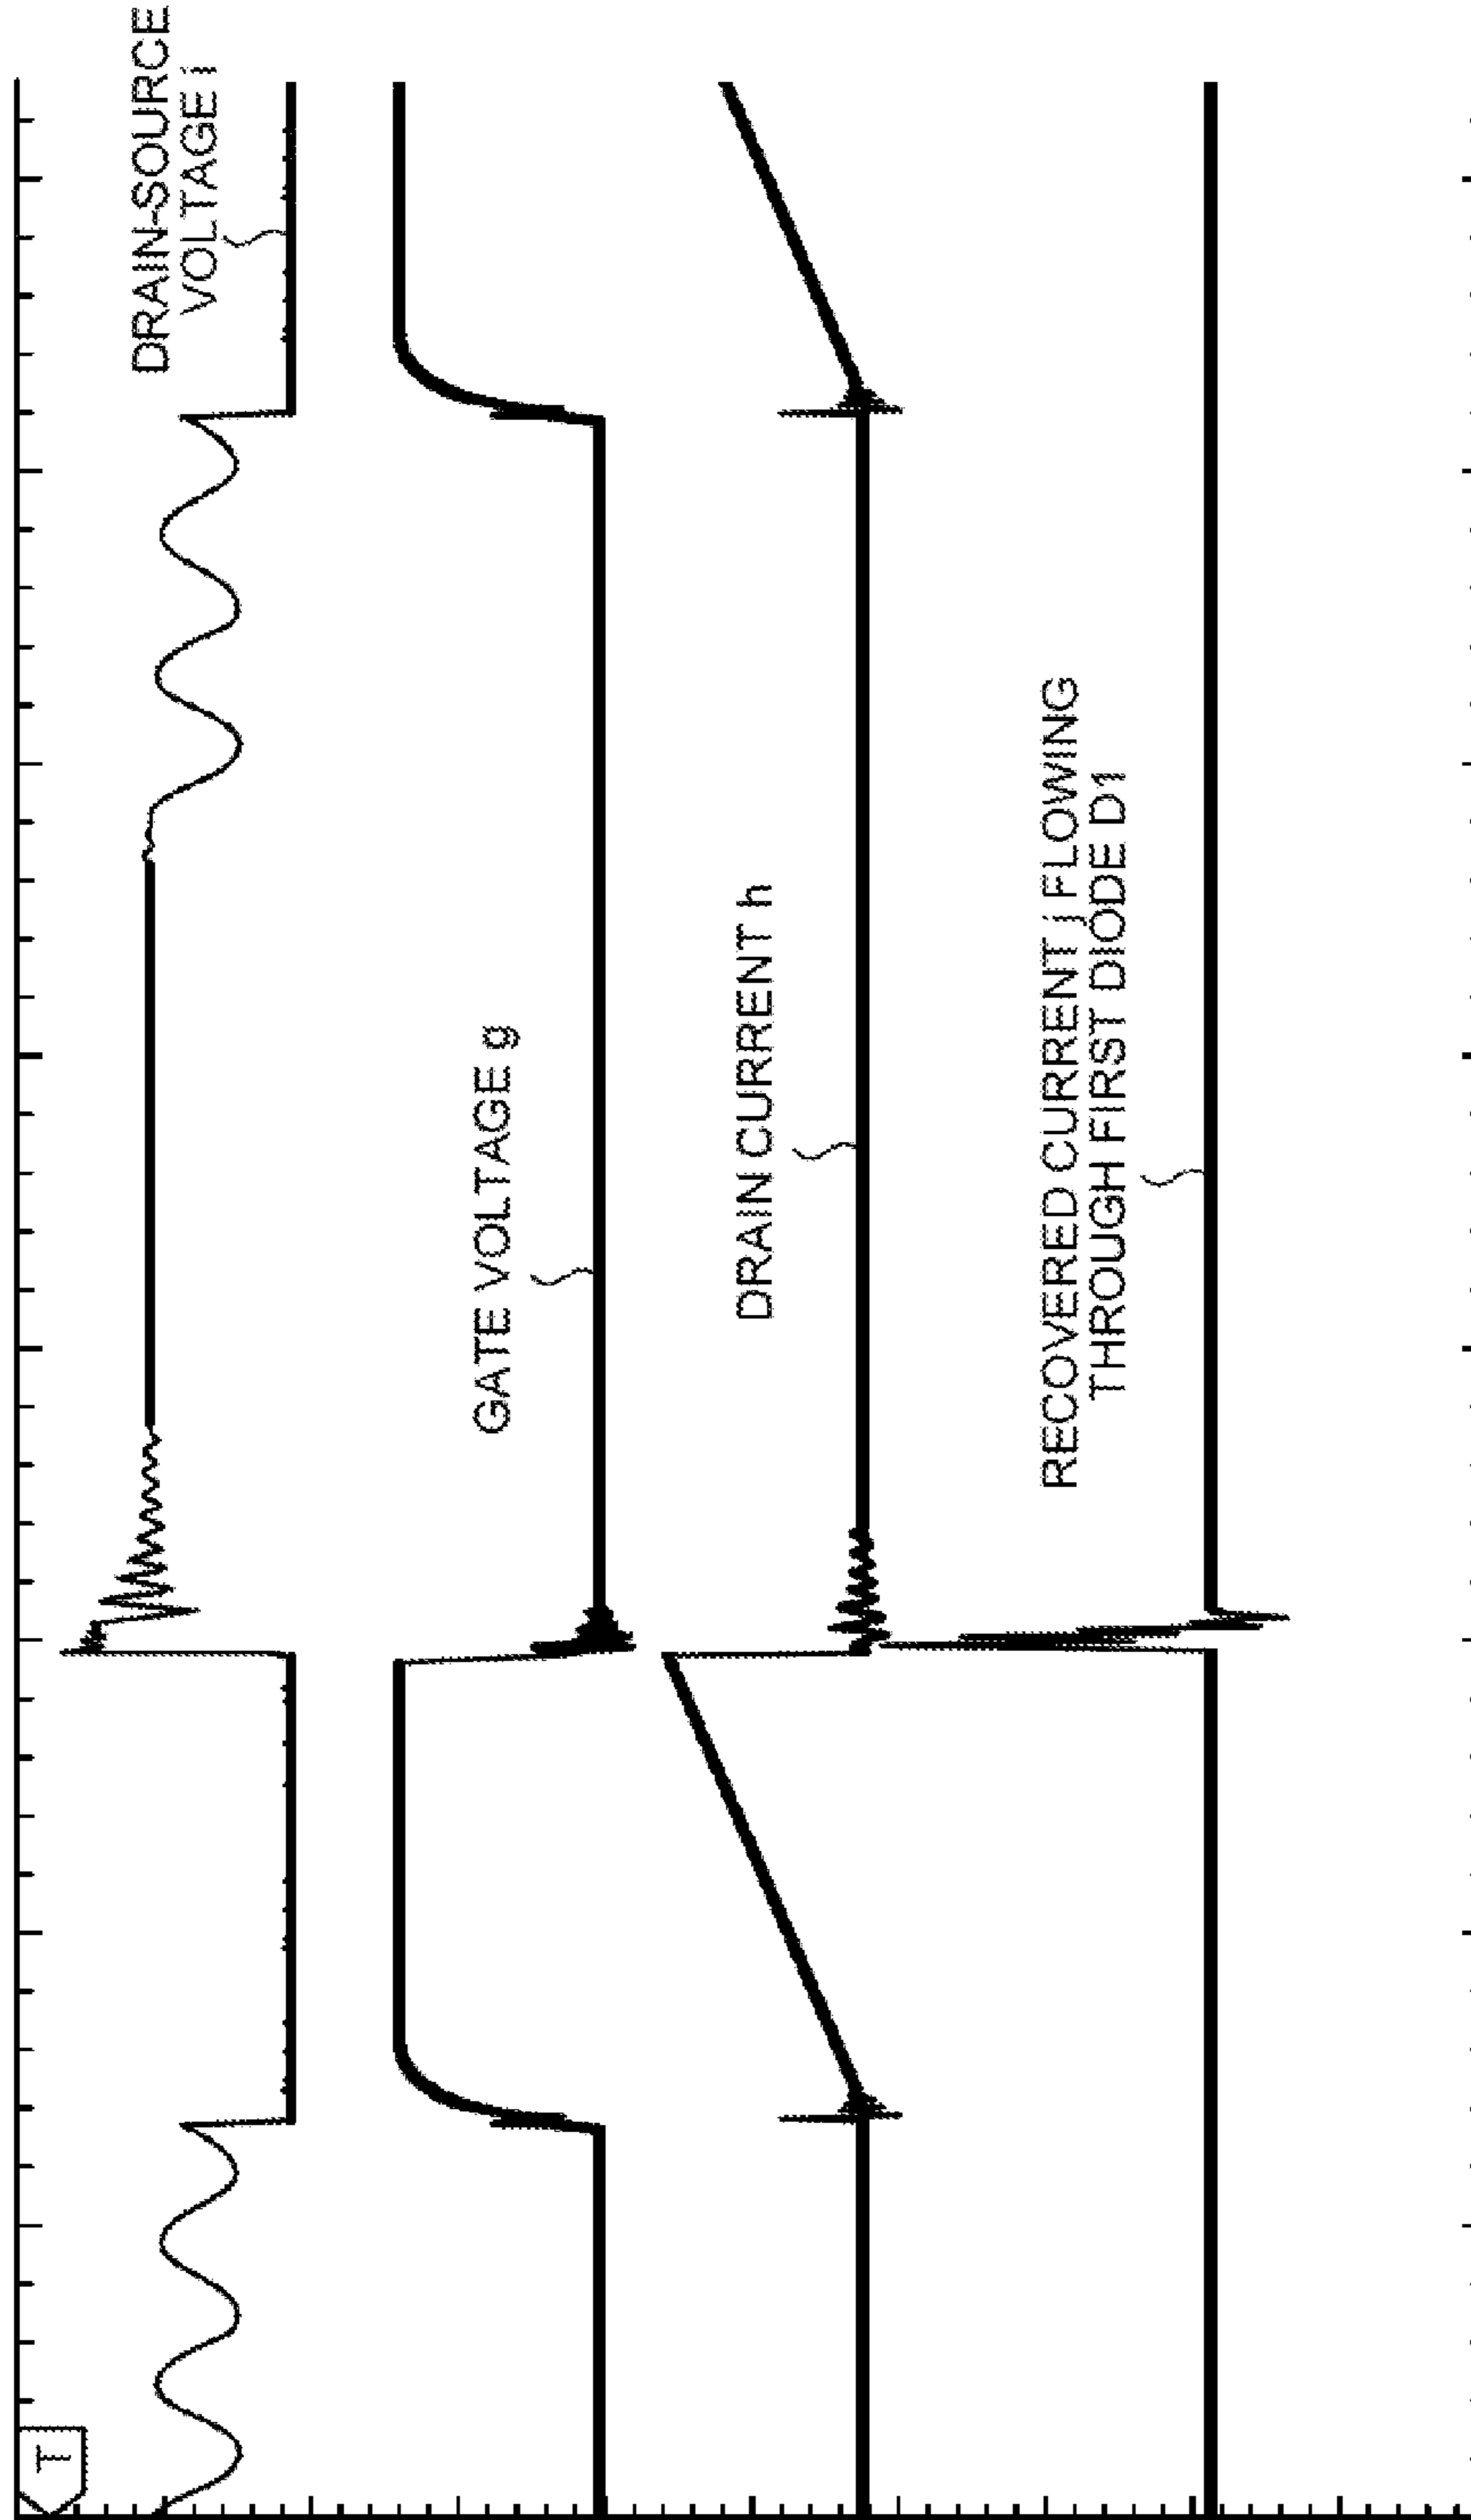 T
DRAIN-SOURCE
VOLTAGE i
GATE VOLTAGE g
DRAIN CURRENT h
RECOVERED CURRENT j FLOWING
THROUGH FIRST DIODE D1